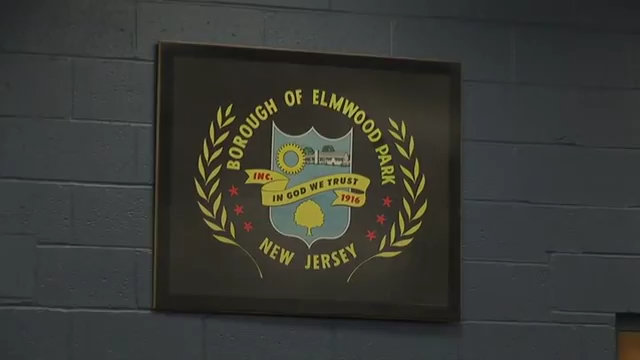 BOROUGH OF ELMWOOD PARK
INC.
IN GOD WE TRUST
1916
NEW JERSEY